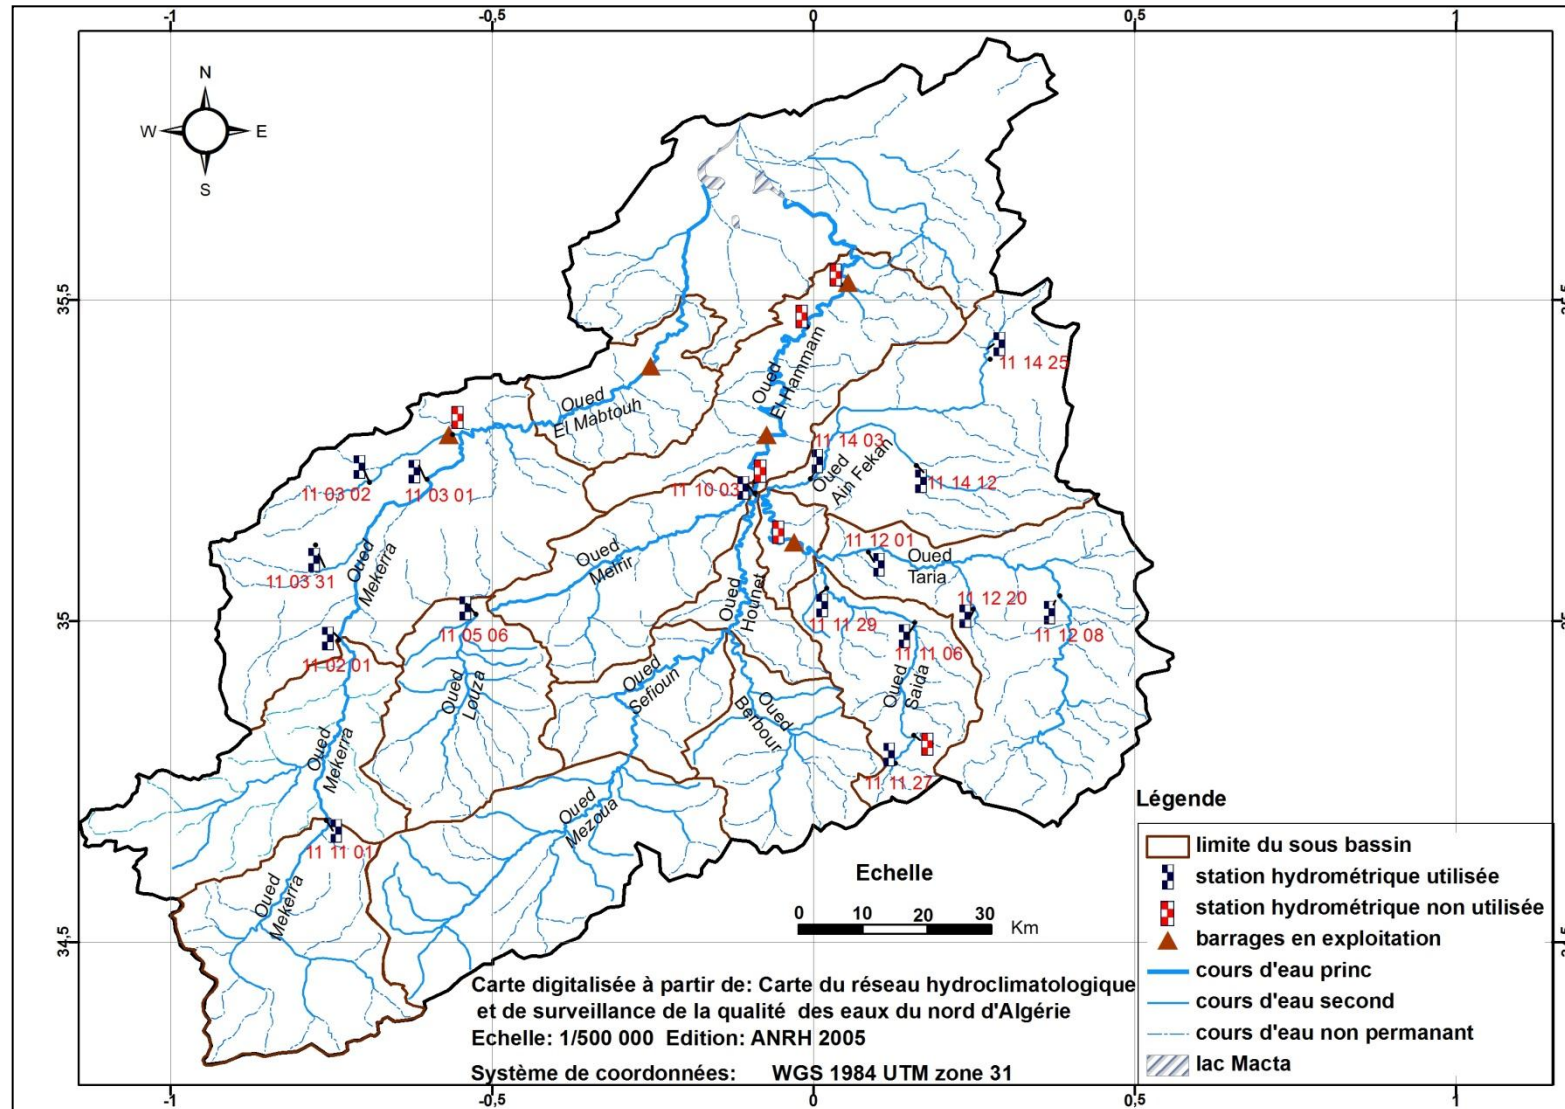 -1
-0,5
0
0,5
1
N
W
E
S
35,5
35
34,5
11 14 25
Oued
El Hammam
Oued
El Mabtouh
11 14 03
Oued
Ain Fekah
11 14 12
11 03 02
11 03 01
11 10 03
11 03 31
Oued
Mekerra
Oued
Mefrir
11 12 01
Oued
Taria
Oued
Hounet
11 12 20
11 12 08
11 11 29
11 05 06
11 11 06
11 02 01
Oued
Louza
Oued
Sefioun
Oued
Saida
Oued
Berbour
Oued
Mekerra
11 11 27
Oued
Mezoua
11 11 01
Oued
Mekerra
Légende
limite du sous bassin
station hydrométrique utilisée
station hydrométrique non utilisée
barrages en exploitation
cours d'eau princ
cours d'eau second
cours d'eau non permanant
lac Macta
Echelle
0 10 20 30
Km
Carte digitalisée à partir de: Carte du réseau hydroclimatologique
et de surveillance de la qualité des eaux du nord d'Algérie
Echelle: 1/500 000 Edition: ANRH 2005
Système de coordonnées: WGS 1984 UTM zone 31
-1
-0,5
0
0,5
1